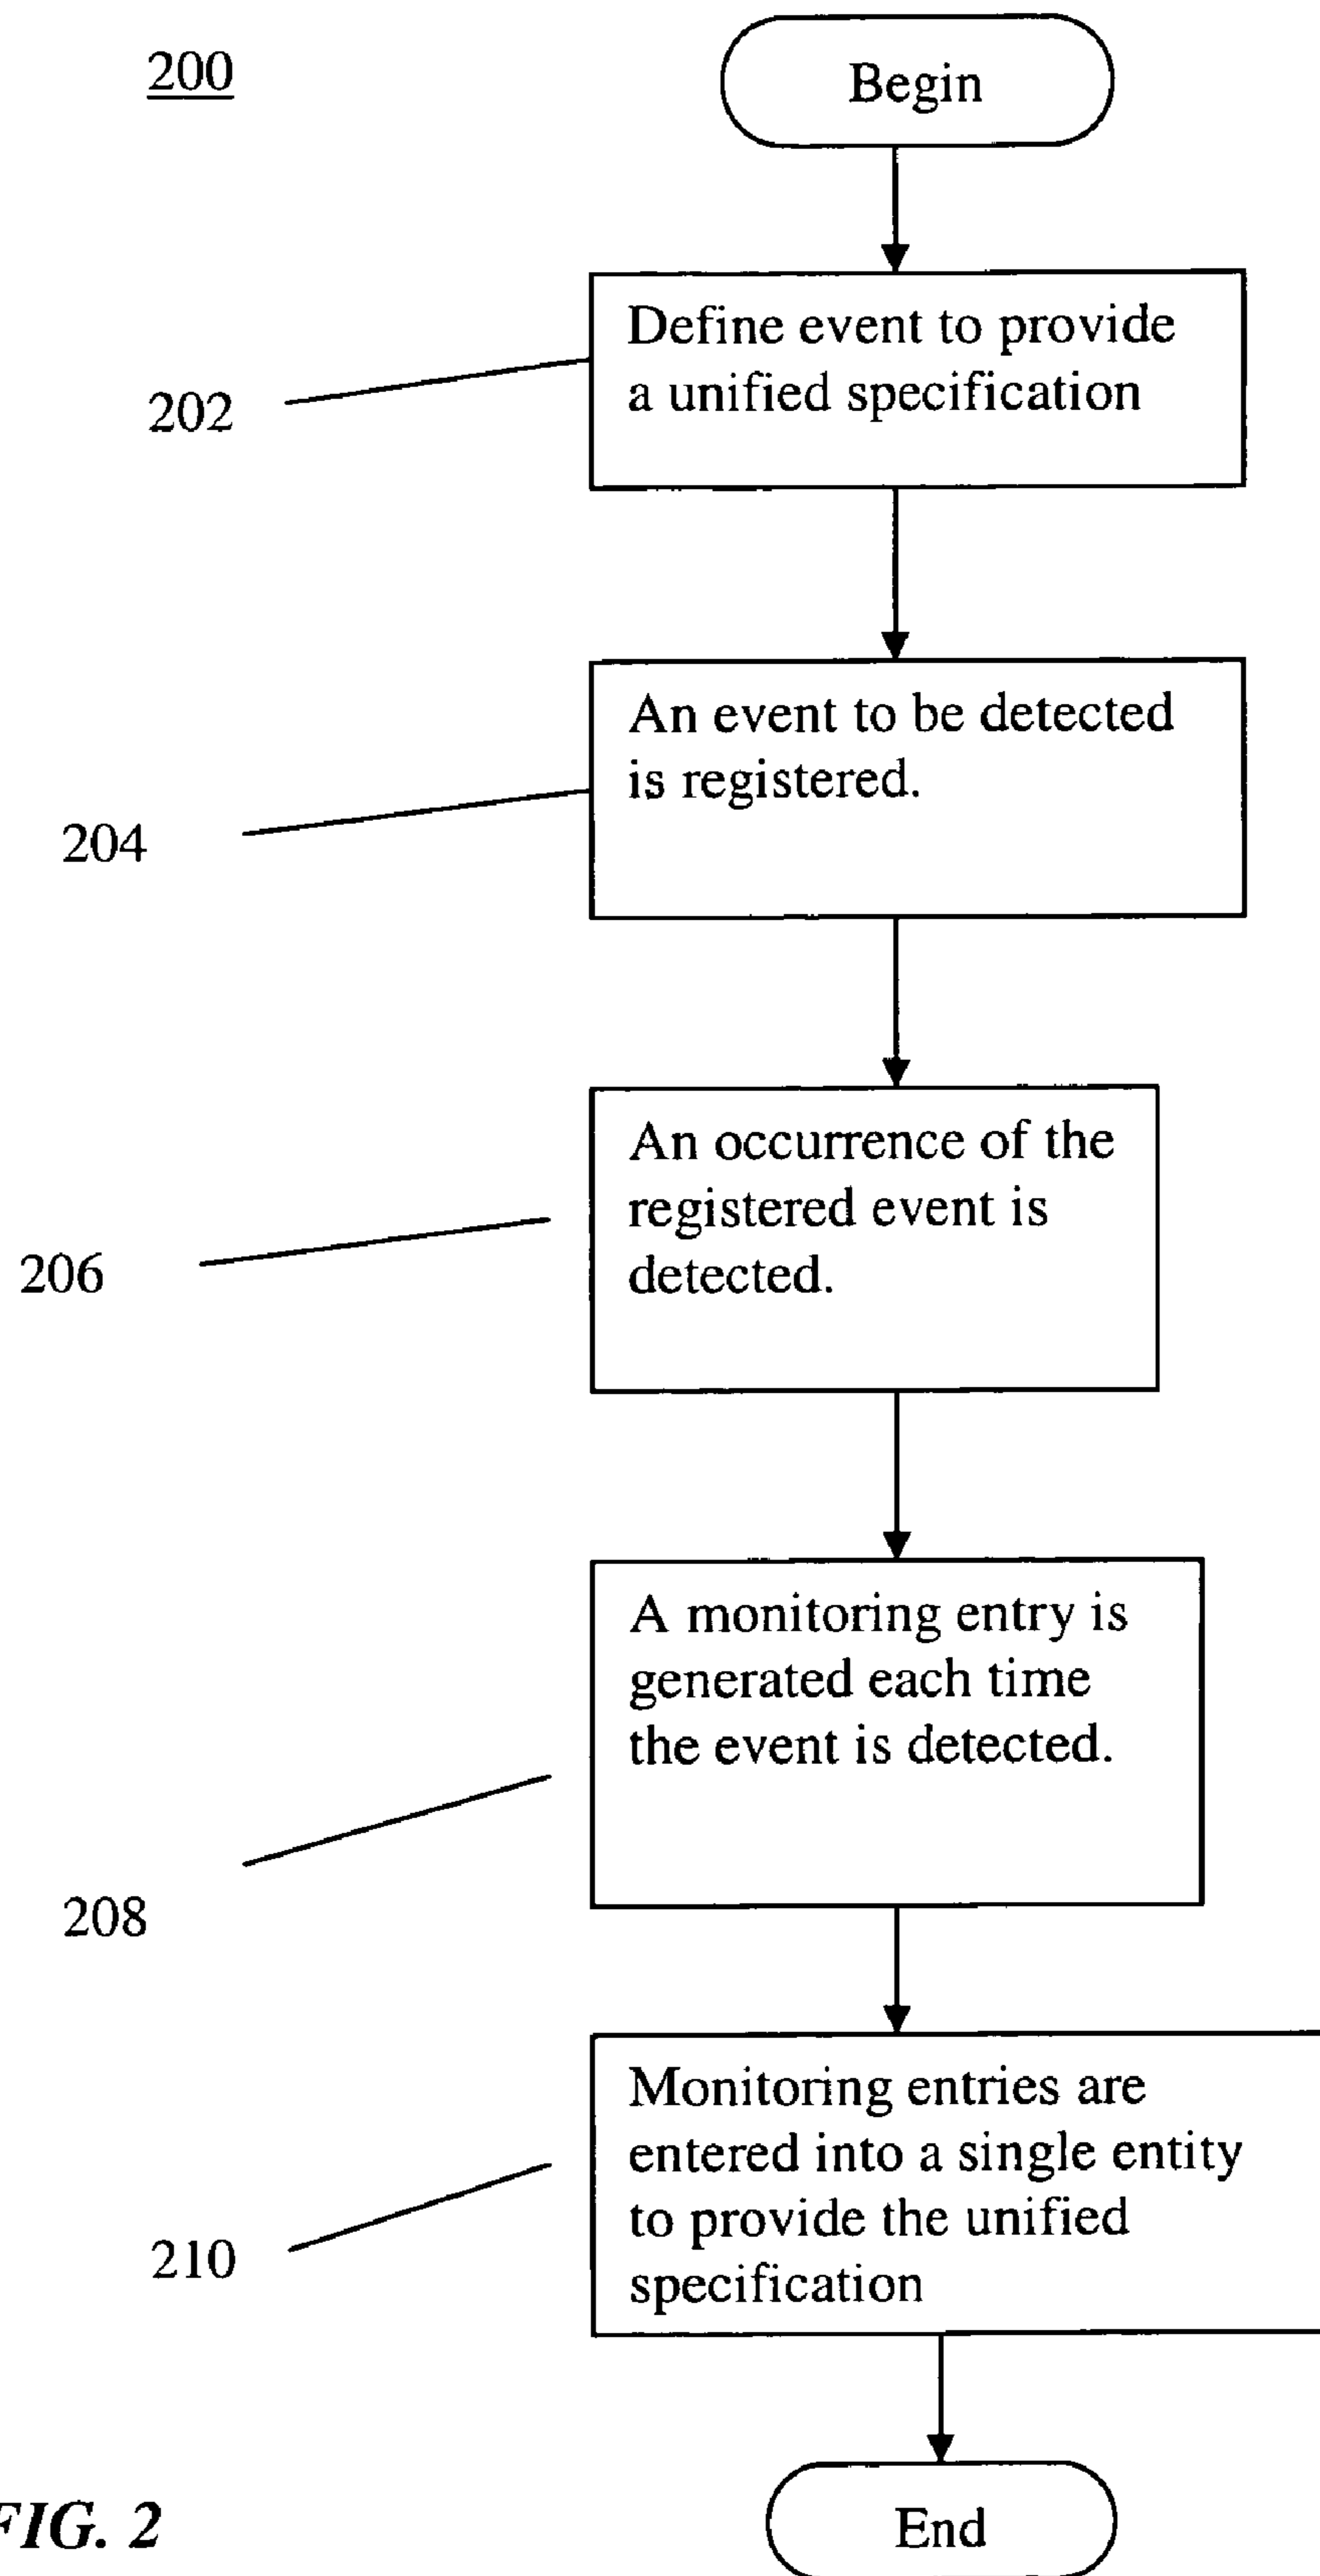 200
Begin
Define event to provide
a unified specification
202
An event to be detected
is registered.
204
An occurrence of the
registered event is
detected.
206
A monitoring entry is
generated each time
the event is detected.
208
Monitoring entries are
entered into a single entity
to provide the unified
specification
210
End
FIG. 2